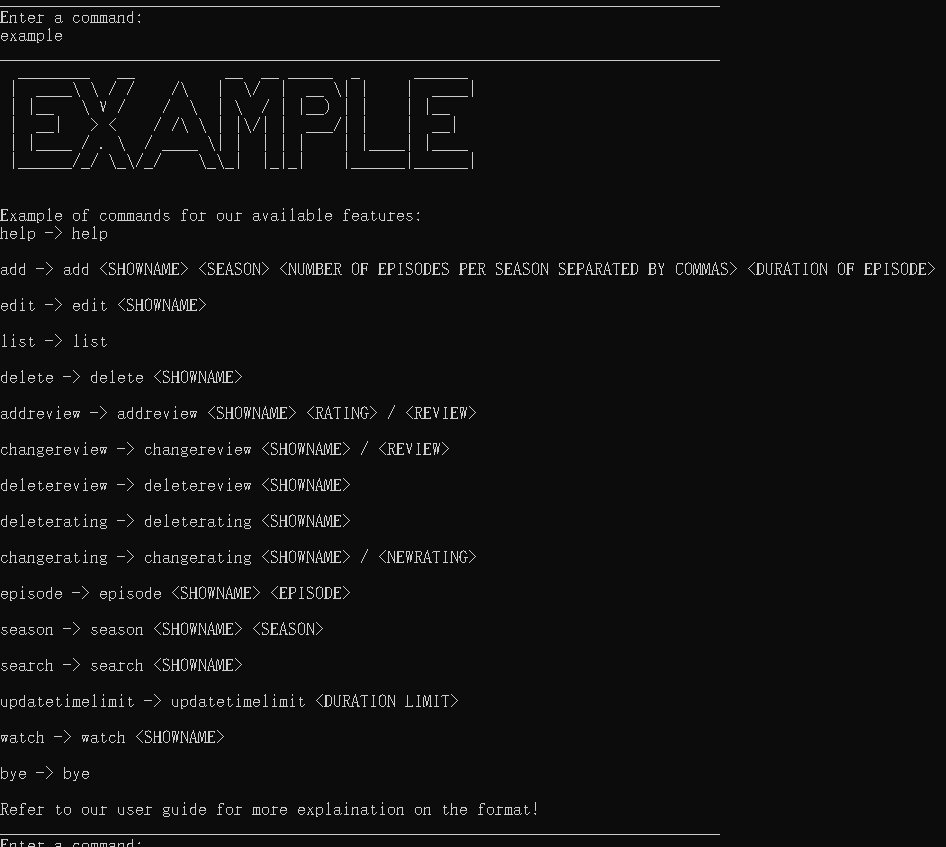 Enter a command:
example
EXAMPLE
Example of commands for our available features:
help -> help
add -> add <SHOWNAME> <SEASON> <NUMBER OF EPISODES PER SEASON SEPARATED BY COMMAS> <DURATION OF EPISODE>
edit -> edit <SHOWNAME>
list -> list
delete -> delete <SHOWNAME>
addreview -> addreview <SHOWNAME> <RATING> / <REVIEW>
changereview -> changereview <SHOWNAME> / <REVIEW>
deletereview -> deletereview <SHOWNAME>
deleterating -> deleterating <SHOWNAME>
changerating -> changerating <SHOWNAME> / <NEWRATING>
episode -> episode <SHOWNAME> <EPISODE>
season -> season <SHOWNAME> <SEASON>
search -> search <SHOWNAME>
updatetimelimit -> updatetimelimit <DURATION LIMIT>
watch -> watch <SHOWNAME>
bye -> bye
Refer to our user guide for more explaination on the format!
Enter a command: